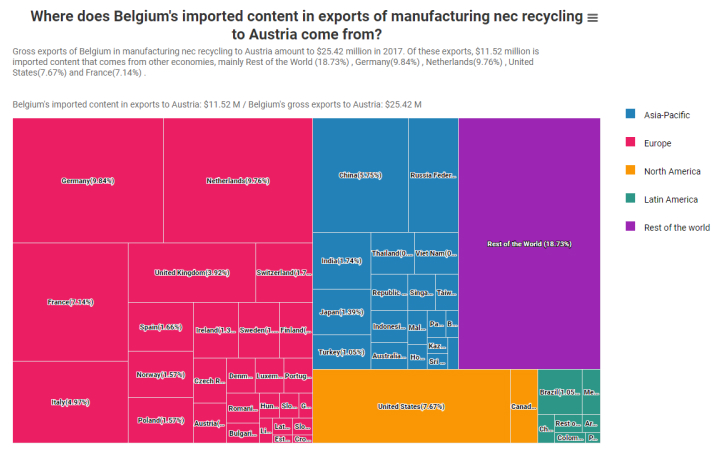 Where does Belgium's imported content in exports of manufacturing nec recycling
to Austria come from?
Gross exports of Belgium in manufacturing nec recycling to Austria amount to $25.42 million in 2017. Of these exports, $11.52 million is
imported content that comes from other economies, mainly Rest of the World (18.73%) , Germany(9.84%) , Netherlands(9.76%) , United
States(7.67%) and France(7.14%) .
Belgium's imported content in exports to Austria: $11.52 M / Belgium's gross exports to Austria: $25.42 M
Asia-Pacific
Europe
North America
Latin America
Rest of the world
Germany(9.84%)
Netherlands(9.76%)
France(7.14%)
Italy(4.97%)
United Kingdom(3.92%)
Switzerland(1.7...
Spain(1.66%)
Ireland(1.3...
Sweden(1....
Finland(...
Norway(1.57%)
Poland(1.57%)
Czech R...
Denm...
Luxem...
Portug...
Austria(...
Romani...
Hun...
Slo...
G...
Bulgari...
Li...
Lat...
Slo...
Est...
Cro...
China(5.75%)
Russia Feder...
India(1.74%)
Thailand(0...
Viet Nam(0...
Japan(1.39%)
Republic ...
Singa...
Taiw...
Turkey(1.05%)
Indonesi...
Mal...
Pa...
B...
Australia...
Ho...
Kaz...
Sri ...
Rest of the World (18.73%)
United States(7.67%)
Canad...
Brazil(1.05...
Me...
Ch...
Rest o...
Ar...
Colom...
P...